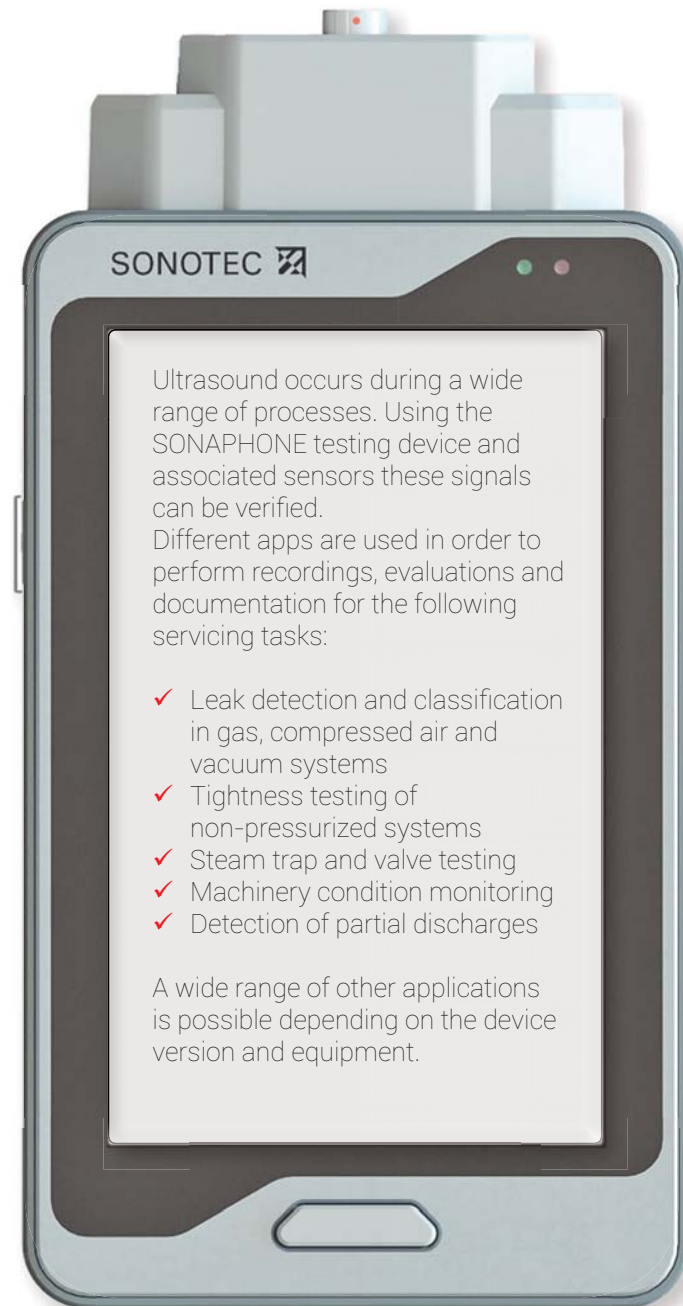 SONOTEC
Ultrasound occurs during a wide
range of processes. Using the
SONAPHONE testing device and
associated sensors these signals
can be verified.
Different apps are used in order to
perform recordings, evaluations and
documentation for the following
servicing tasks:
✓ Leak detection and classification
in gas, compressed air and
vacuum systems
✓ Tightness testing of
non-pressurized systems
✓ Steam trap and valve testing
✓ Machinery condition monitoring
✓ Detection of partial discharges
A wide range of other applications
is possible depending on the device
version and equipment.